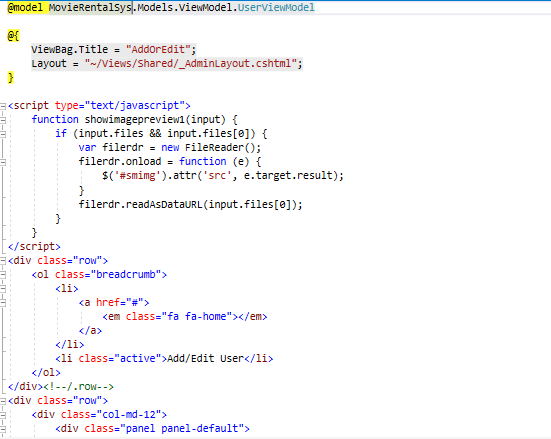 @model MovieRentalSys.Models.ViewModel.UserViewModel
@{
ViewBag.Title = "AddOrEdit";
Layout = "~/Views/Shared/_AdminLayout.cshtml";
}
<script type="text/javascript">
function showimagepreview1(input) {
if (input.files && input.files[0]) {
var filerdr = new FileReader();
filerdr.onload = function (e) {
$('#smimg').attr('src', e.target.result);
}
filerdr.readAsDataURL(input.files[0]);
}
}
</script>
<div class="row">
<ol class="breadcrumb">
<li>
<a href="#">
<em class="fa fa-home"></em>
</a>
</li>
<li class="active">Add/Edit User</li>
</ol>
</div><!--/.row-->
<div class="row">
<div class="col-md-12">
<div class="panel panel-default">